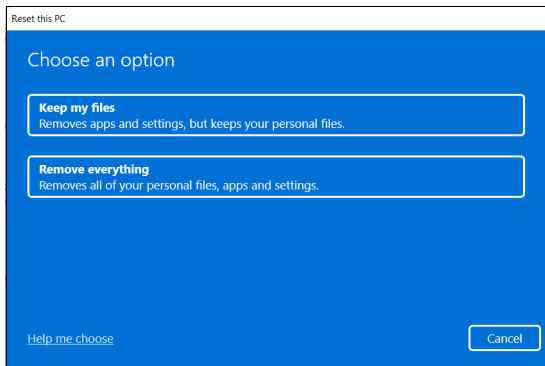 Reset this PC
Choose an option
Keep my files
Removes apps and settings, but keeps your personal files.
Remove everything
Removes all of your personal files, apps and settings.
Help me choose
Cancel